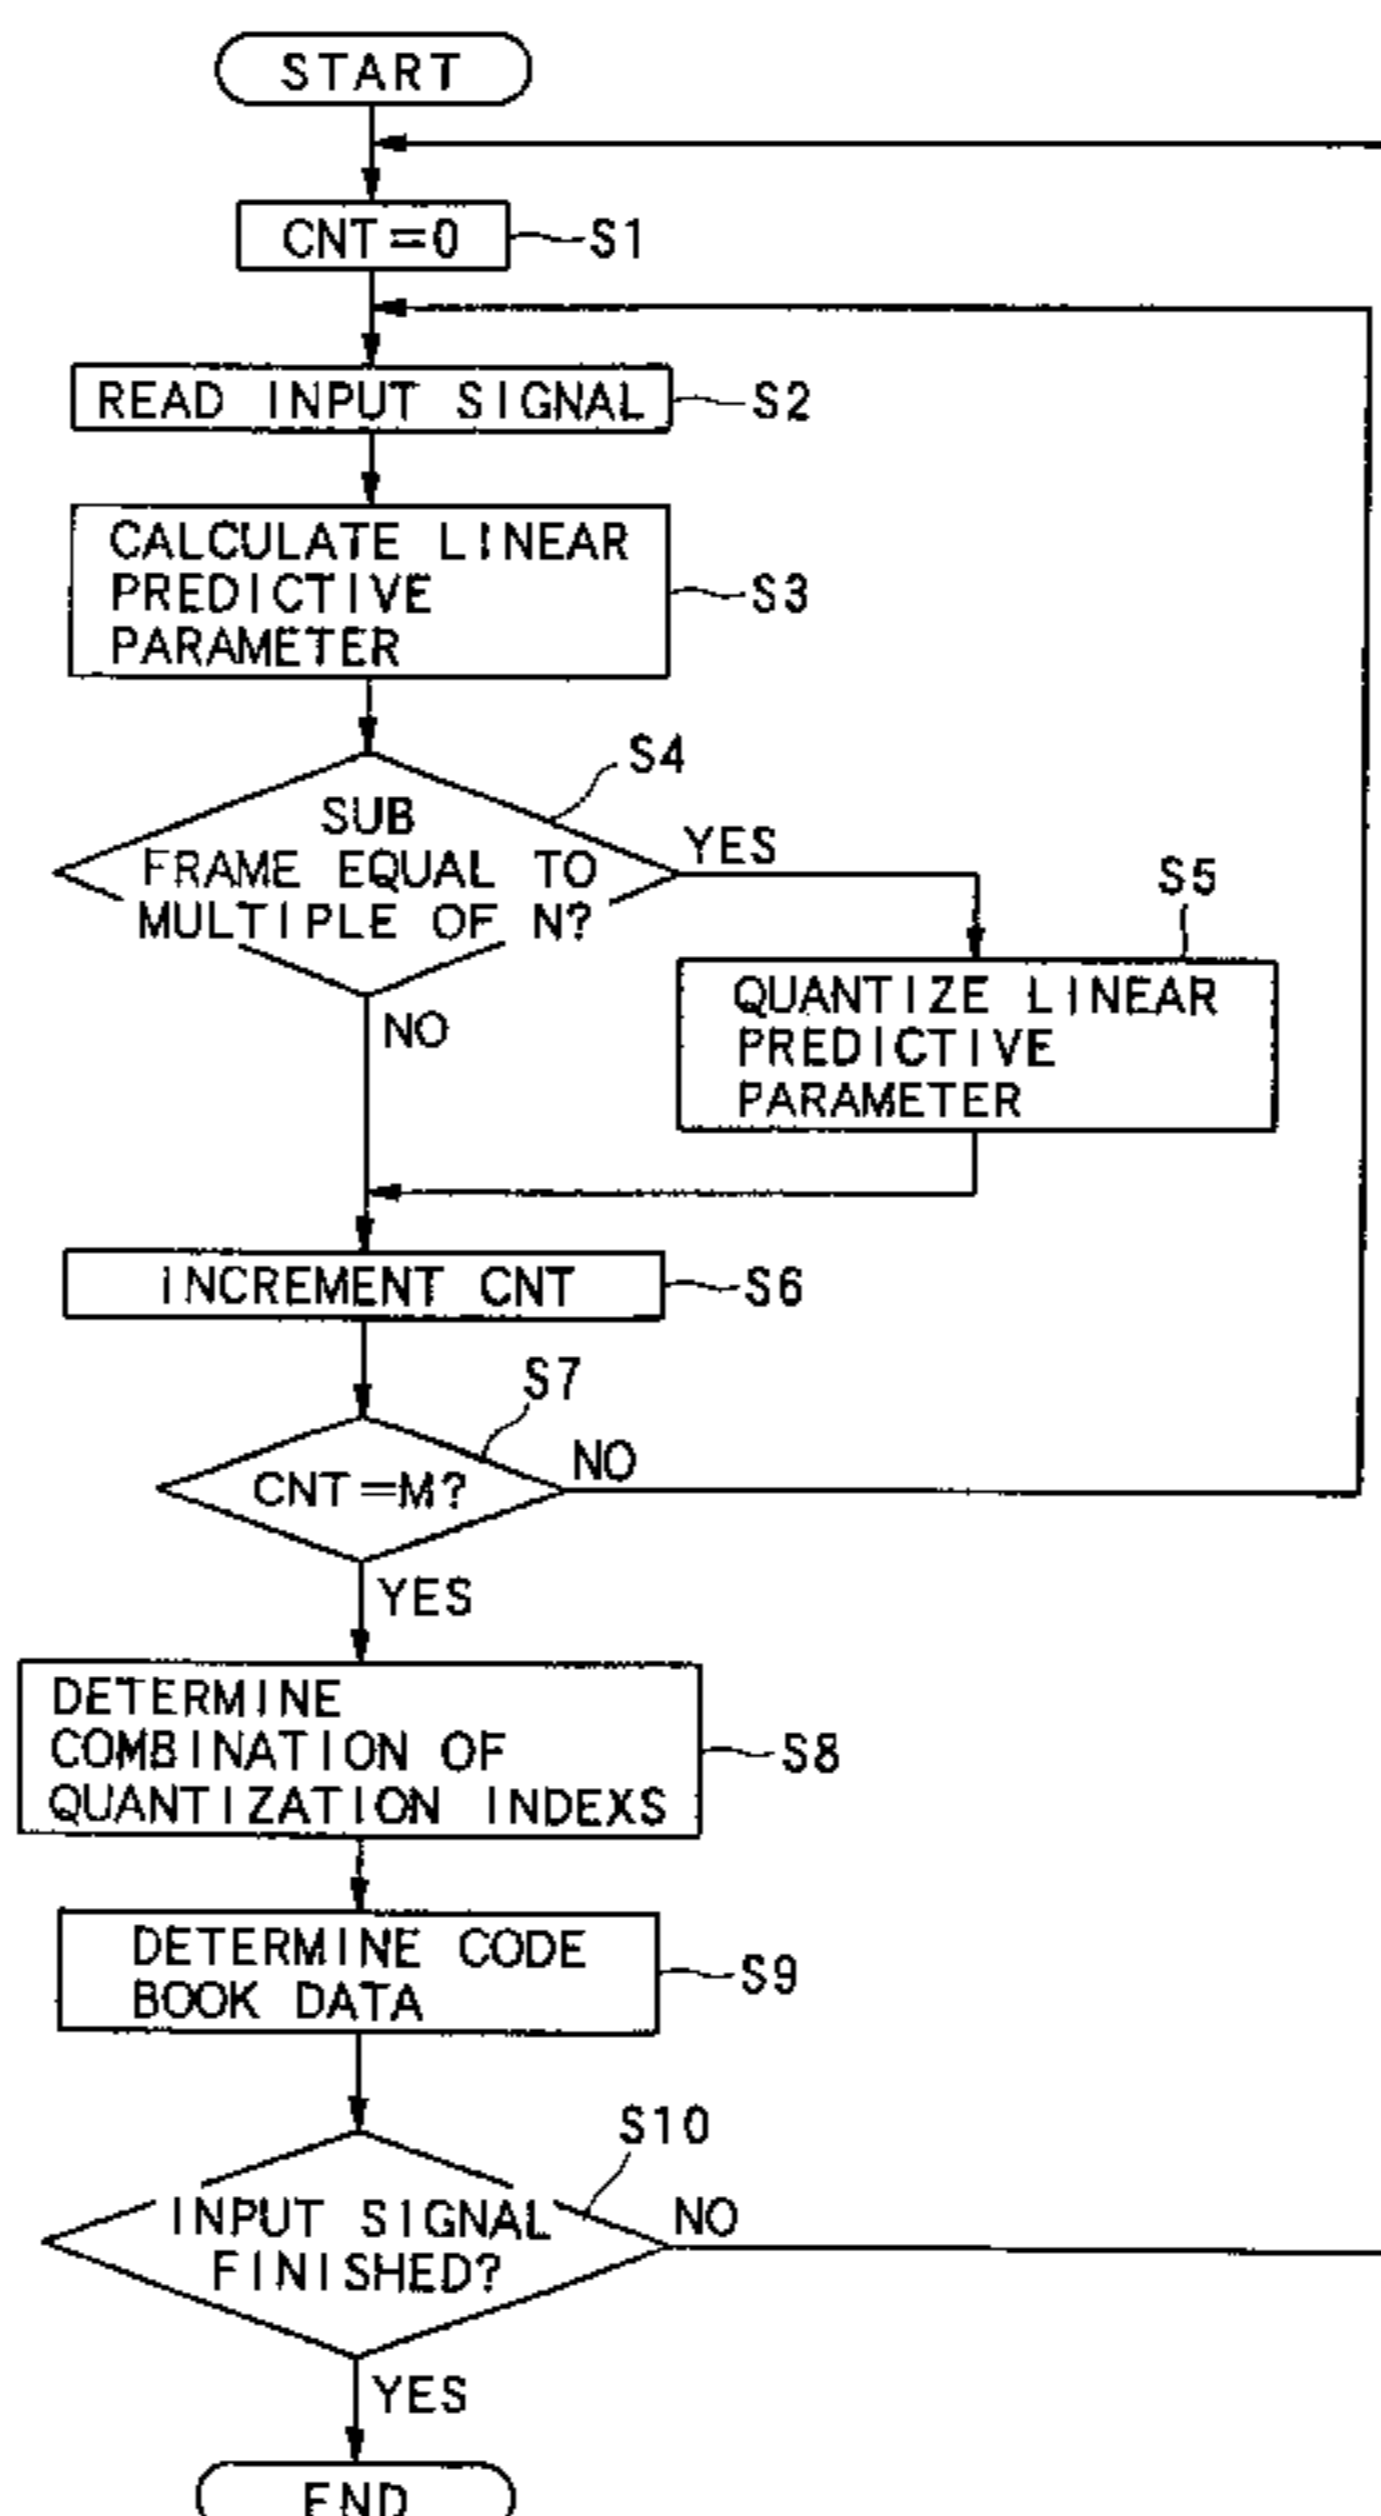 START
CNT=0
S1
READ INPUT SIGNAL
S2
CALCULATE LINEAR
PREDICTIVE
PARAMETER
S3
S4
SUB
FRAME EQUAL TO
MULTIPLE OF N?
YES
NO
S5
QUANTIZE LINEAR
PREDICTIVE
PARAMETER
INCREMENT CNT
S6
S7
CNT=M?
NO
YES
DETERMINE
COMBINATION OF
QUANTIZATION INDEXS
S8
DETERMINE CODE
BOOK DATA
S9
S10
INPUT SIGNAL
FINISHED?
NO
YES
END